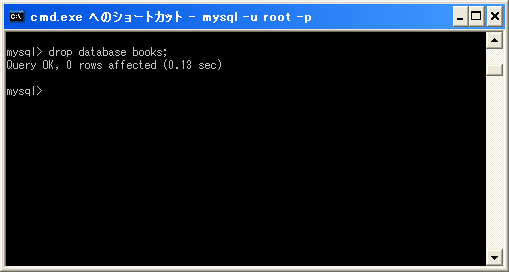 cmd.exe へのショートカット - mysql -u root -p
mysql> drop database books;
Query OK, 0 rows affected (0.13 sec)
mysql>